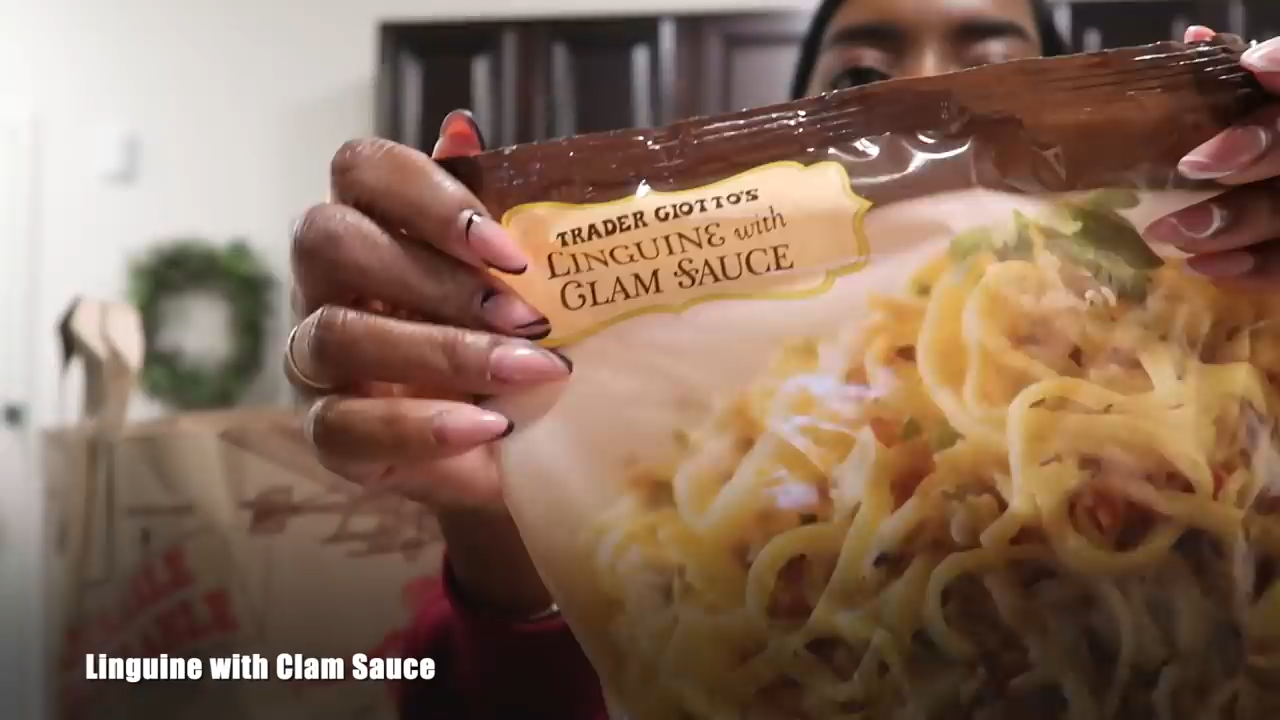 TRADER GIOTTO'S
LINGUINE with
CLAM SAUCE
Linguine with Clam Sauce